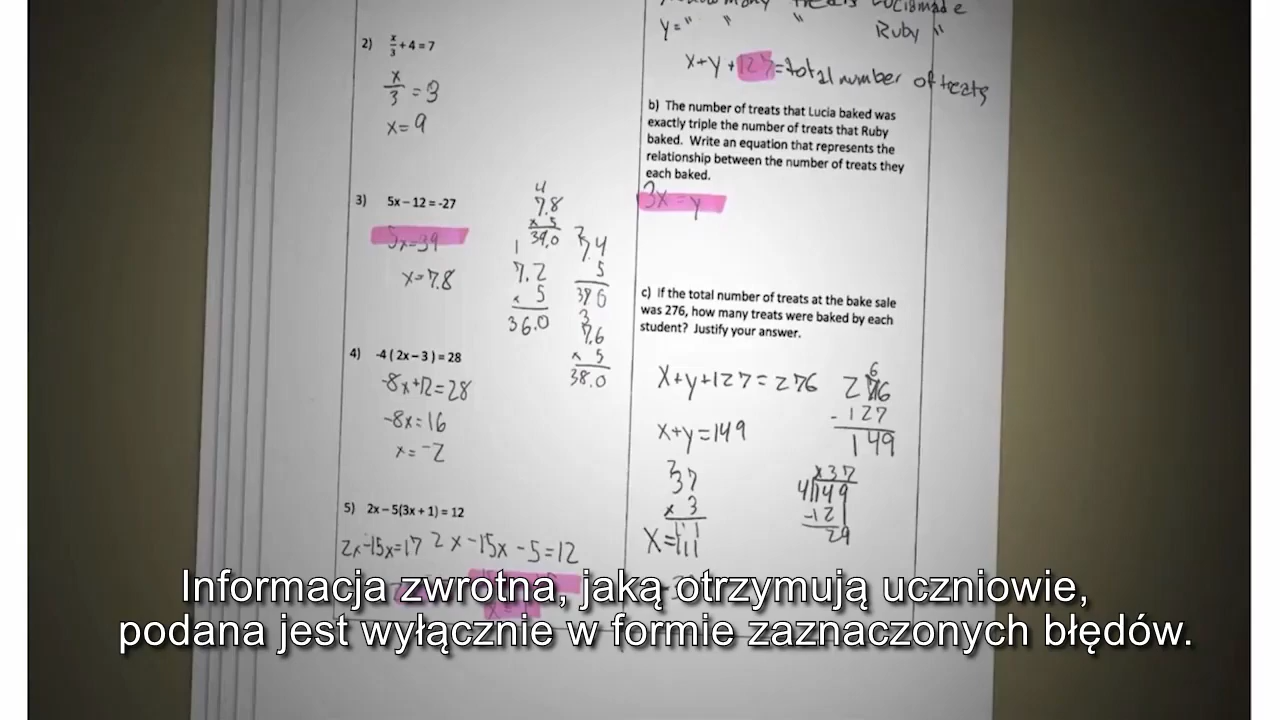 2) x/3 + 4 = 7
x/3 = 3
x = 9
3) 5x – 12 = -27
5x = 39
x = 7.8
4
7.8
x 5
39.0
1
7.2
x 5
36.0
2
7.4
5
3
7.6
x 5
38.0
4) -4 ( 2x – 3 ) = 28
-8x + 12 = 28
-8x = 16
x = -2
5) 2x – 5(3x + 1) = 12
2x - 15x = 17 2x - 15x - 5 = 12
Lucia made
y = " " " Ruby "
x + y + 127 = total number of treats
b) The number of treats that Lucia baked was
exactly triple the number of treats that Ruby
baked. Write an equation that represents the
relationship between the number of treats they
each baked.
3x = y
c) If the total number of treats at the bake sale
was 276, how many treats were baked by each
student? Justify your answer.
x + y + 127 = 276
276
- 127
149
x + y = 149
2
37
x 3
111
x = 111
4)149
29
Informacja zwrotna, jaką otrzymują uczniowie,
podana jest wyłącznie w formie zaznaczonych błędów.